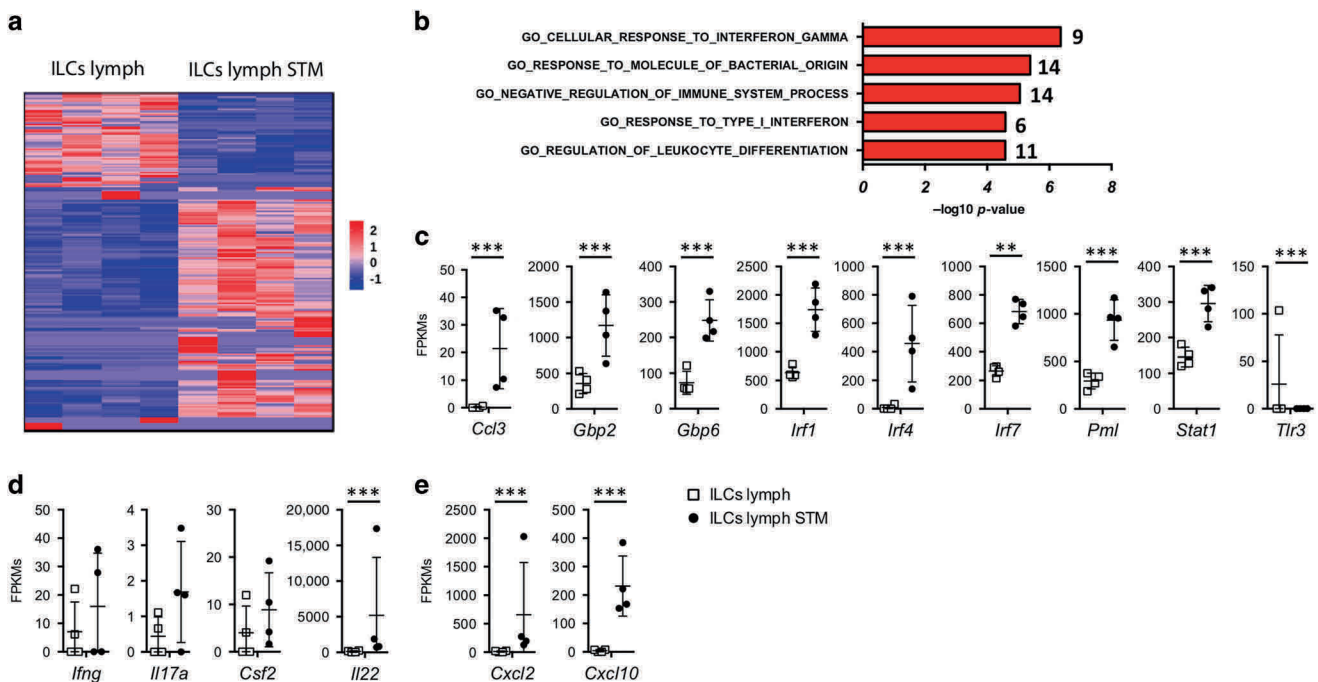 a
ILCs lymph ILCs lymph STM
2
1
0
-1
b
GO_CELLULAR_RESPONSE_TO_INTERFERON_GAMMA 9
GO_RESPONSE_TO_MOLECULE_OF_BACTERIAL_ORIGIN 14
GO_NEGATIVE_REGULATION_OF_IMMUNE_SYSTEM_PROCESS 14
GO_RESPONSE_TO_TYPE_I_INTERFERON 6
GO_REGULATION_OF_LEUKOCYTE_DIFFERENTIATION 11
0 2 4 6 8
–log10 p-value
c
FPKMs
*** *** *** *** *** ** *** *** ***
50 2000 400 2000 1000 1000 1500 400 150
40 1500 300 1500 800 800 1000 300 100
30 1000 200 1000 600 600 500 200 50
20 500 100 500 400 400 0 100 0
10 0 0 0 200 200 0
0 0 0
Ccl3 Gbp2 Gbp6 Irf1 Irf4 Irf7 Pml Stat1 Tlr3
d
FPKMs
***
50 4 30 20,000
40 3 20 15,000
30 2 10 10,000
20 1 0 5000
10 0 0
0
Ifng Il17a Csf2 Il22
e
FPKMs
*** ***
2500 500
2000 400
1500 300
1000 200
500 100
0 0
Cxcl2 Cxcl10
ILCs lymph
ILCs lymph STM